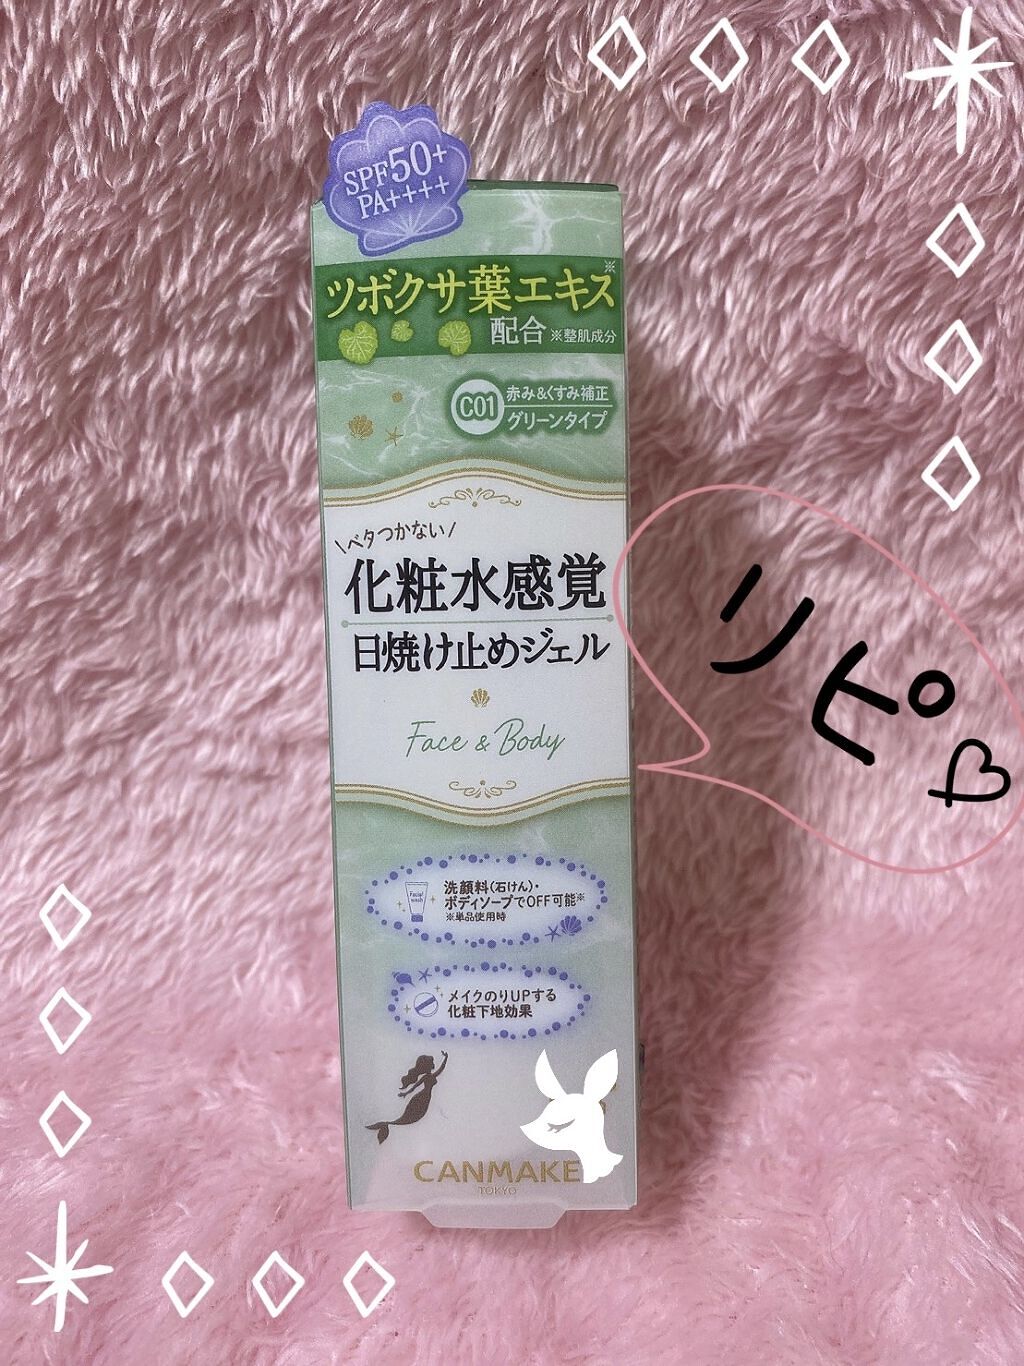 SPF50+
PA++++
ツボクサ葉エキス※
配合 ※整肌成分
C01
赤み&くすみ補正
グリーンタイプ
\ベタつかない/
化粧水感覚
日焼け止めジェル
Face & Body
リピ♡
Facial
wash
洗顔料(石けん)・
ボディソープでOFF可能※
※単品使用時
メイクのりUPする
化粧下地効果
CANMAKE
TOKYO